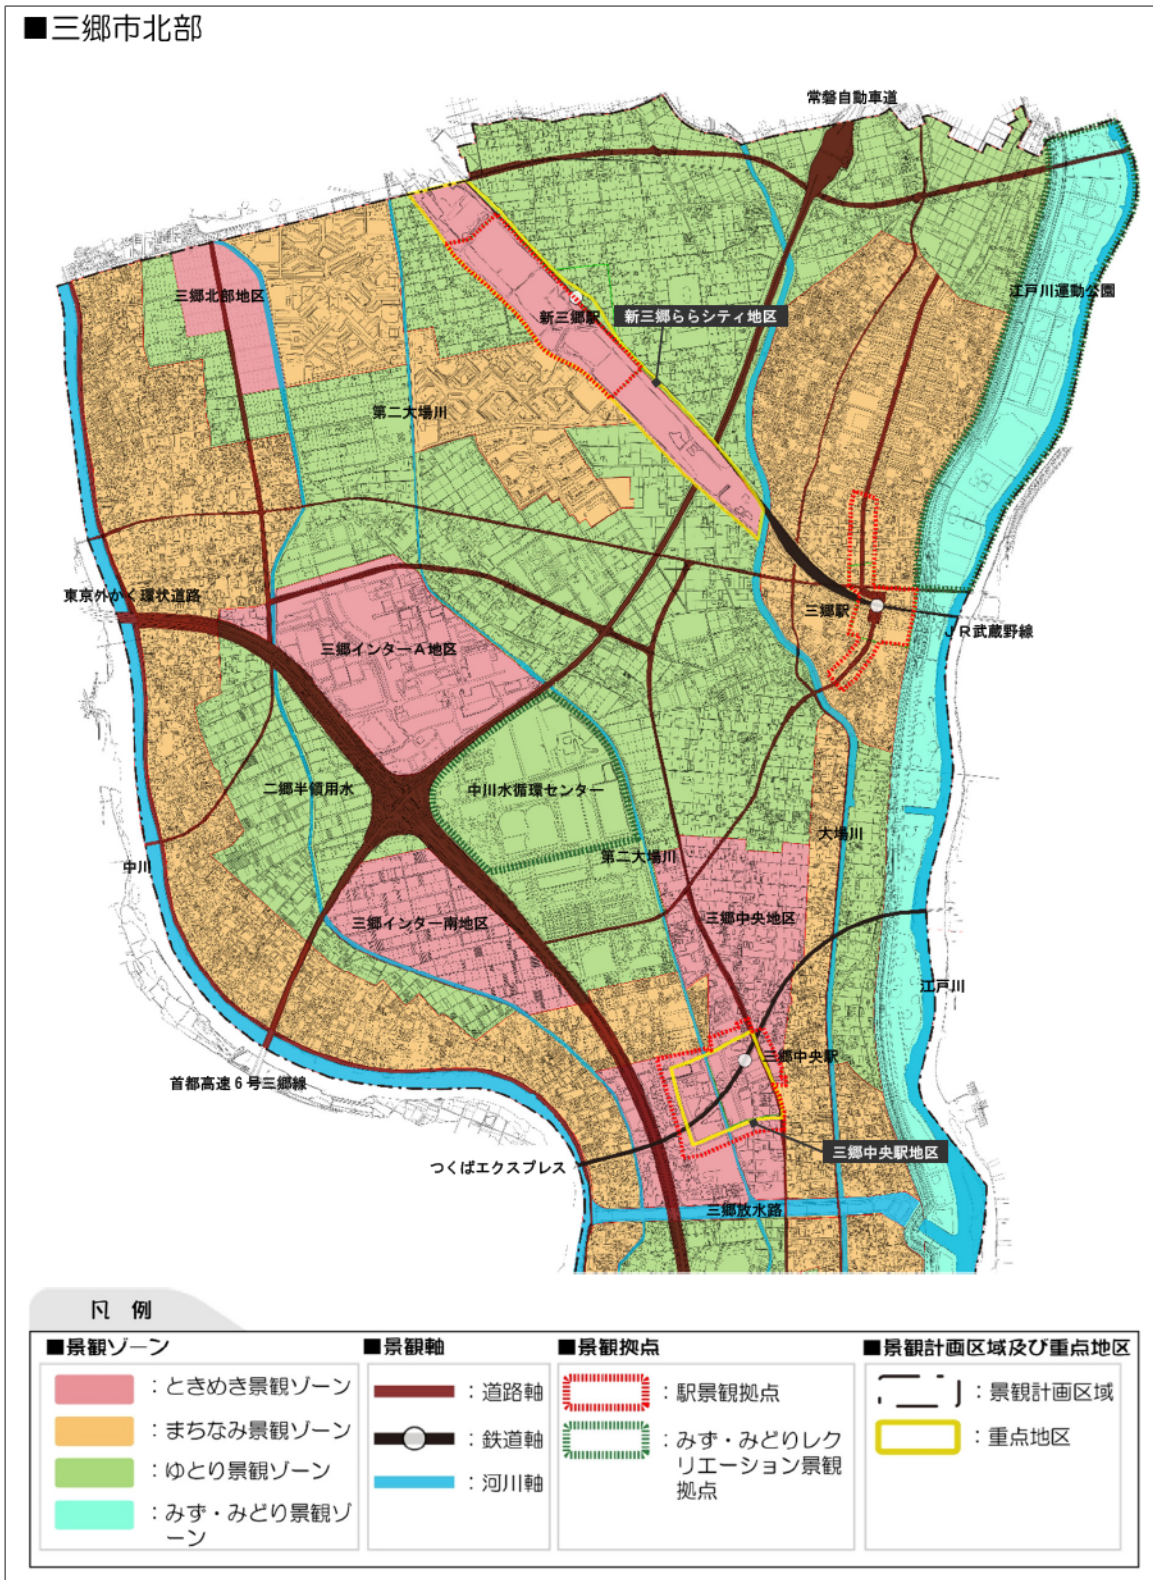 ■三郷市北部
常磐自動車道
三郷北部地区
江戸川運動公園
新三郷駅
新三郷ららシティ地区
第二大場川
東京外かく環状道路
三郷駅
JR武蔵野線
三郷インターA地区
二郷半領用水
中川水循環センター
大場川
第二大場川
中川
三郷インター南地区
三郷中央地区
江戸川
三郷中央駅
首都高速6号三郷線
三郷中央駅地区
つくばエクスプレス
三郷放水路
凡 例
■景観ゾーン
：ときめき景観ゾーン
：まちなみ景観ゾーン
：ゆとり景観ゾーン
：みず・みどり景観ゾ
ーン
■景観軸
：道路軸
：鉄道軸
：河川軸
■景観拠点
：駅景観拠点
：みず・みどりレク
リエーション景観
拠点
■景観計画区域及び重点地区
：景観計画区域
：重点地区